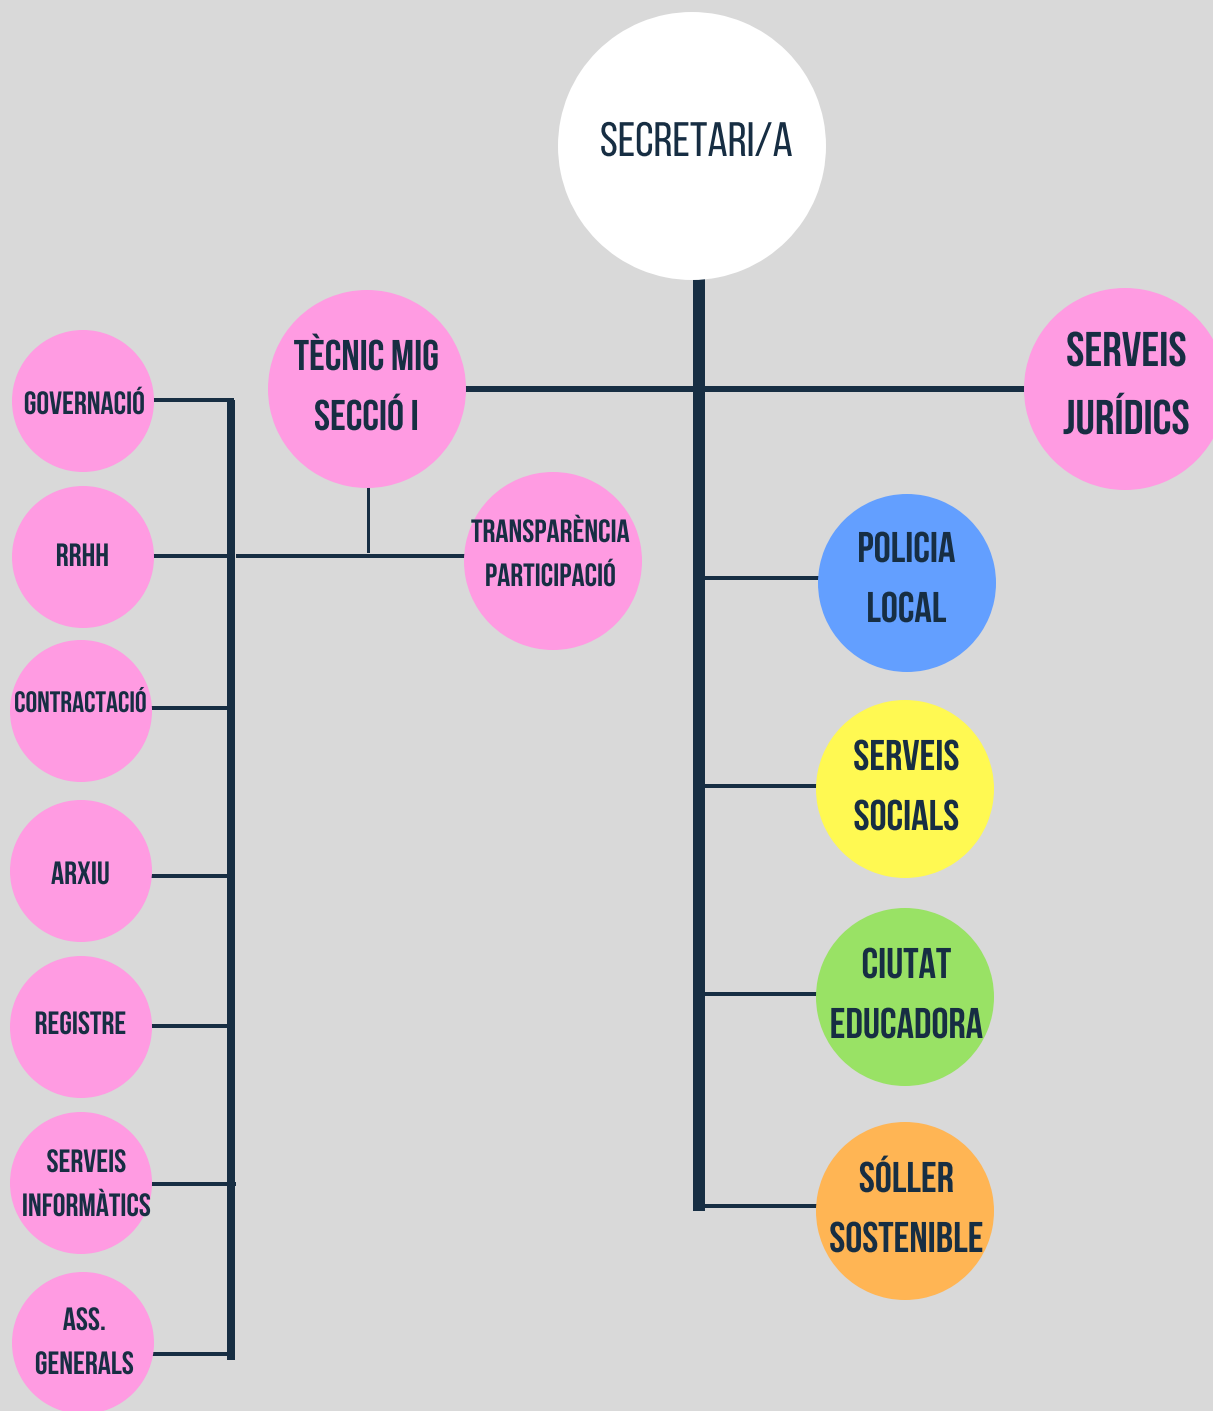 SECRETARI/A
TÈCNIC MIG
SECCIÓ I
SERVEIS
JURÍDICS
GOVERNACIÓ
RRHH
CONTRACTACIÓ
ARXIU
REGISTRE
SERVEIS
INFORMÀTICS
ASS.
GENERALS
TRANSPARÈNCIA
PARTICIPACIÓ
POLICIA
LOCAL
SERVEIS
SOCIALS
CIUTAT
EDUCADORA
SÓLLER
SOSTENIBLE